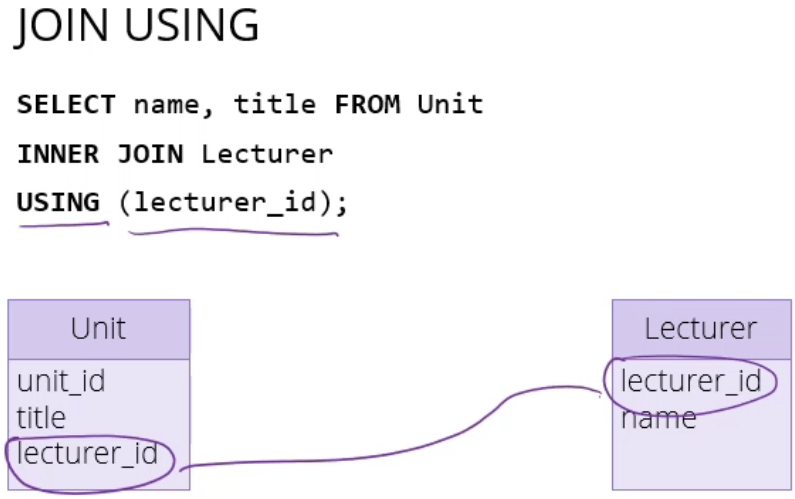 JOIN USING
SELECT name, title FROM Unit
INNER JOIN Lecturer
USING (lecturer_id);
Unit
unit_id
title
lecturer_id
Lecturer
lecturer_id
name